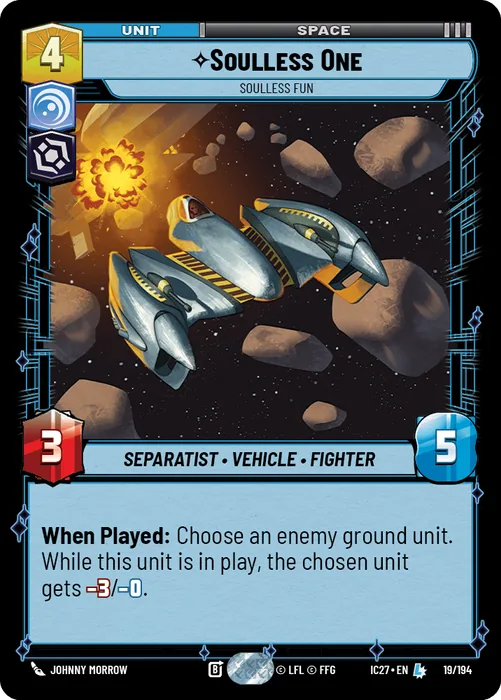 UNIT SPACE
4
✧SOULLESS ONE
SOULLESS FUN
3
5
SEPARATIST • VEHICLE • FIGHTER
When Played: Choose an enemy ground unit.
While this unit is in play, the chosen unit
gets -3/-0.
JOHNNY MORROW B © LFL © FFG IC27 • EN L 19/194